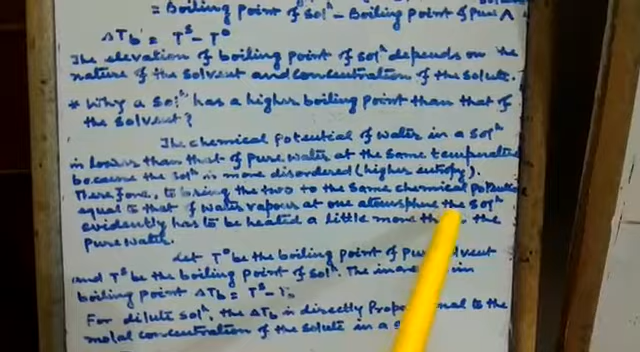 = Boiling point of Solⁿ - Boiling point of Pure
ΔTb = Tˢ - T⁰
The elevation of boiling point of Solⁿ depends on the
nature of the solvent and concentration of the solute.
* Why a Solⁿ has a higher boiling point than that of
the solvent?
The chemical potential of water in a Solⁿ
is lower than that of pure water at the same temperature
because the Solⁿ is more disordered (higher entropy).
Therefore, to bring the two to the same chemical potential
equal to that of water vapour at one atmosphere the Solⁿ
evidently has to be heated a little more the
pure water.
Let T⁰ be the boiling point of
and Tˢ be the boiling point of Solⁿ. The in
boiling point ΔTb = Tˢ -
For dilute Solⁿ, the ΔTb is directly to the
molal concentration of the solute in a